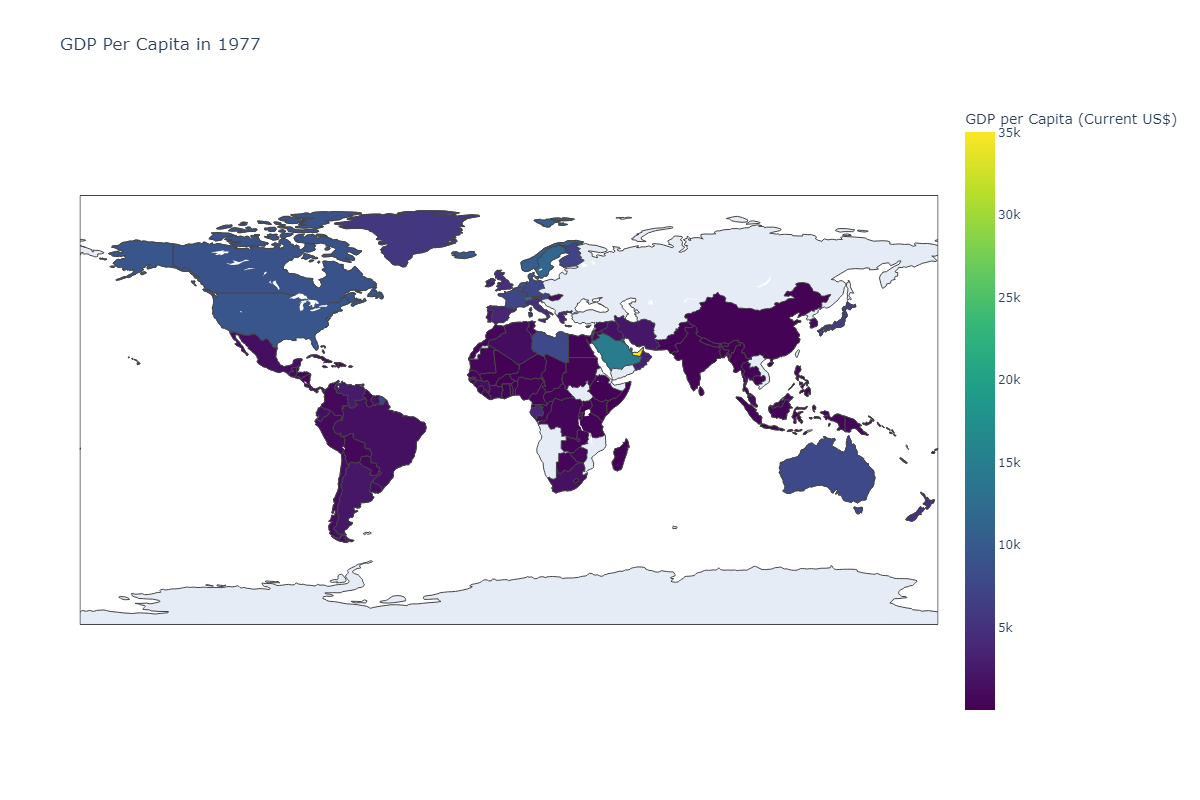 GDP Per Capita in 1977
GDP per Capita (Current US$)
35k
30k
25k
20k
15k
10k
5k